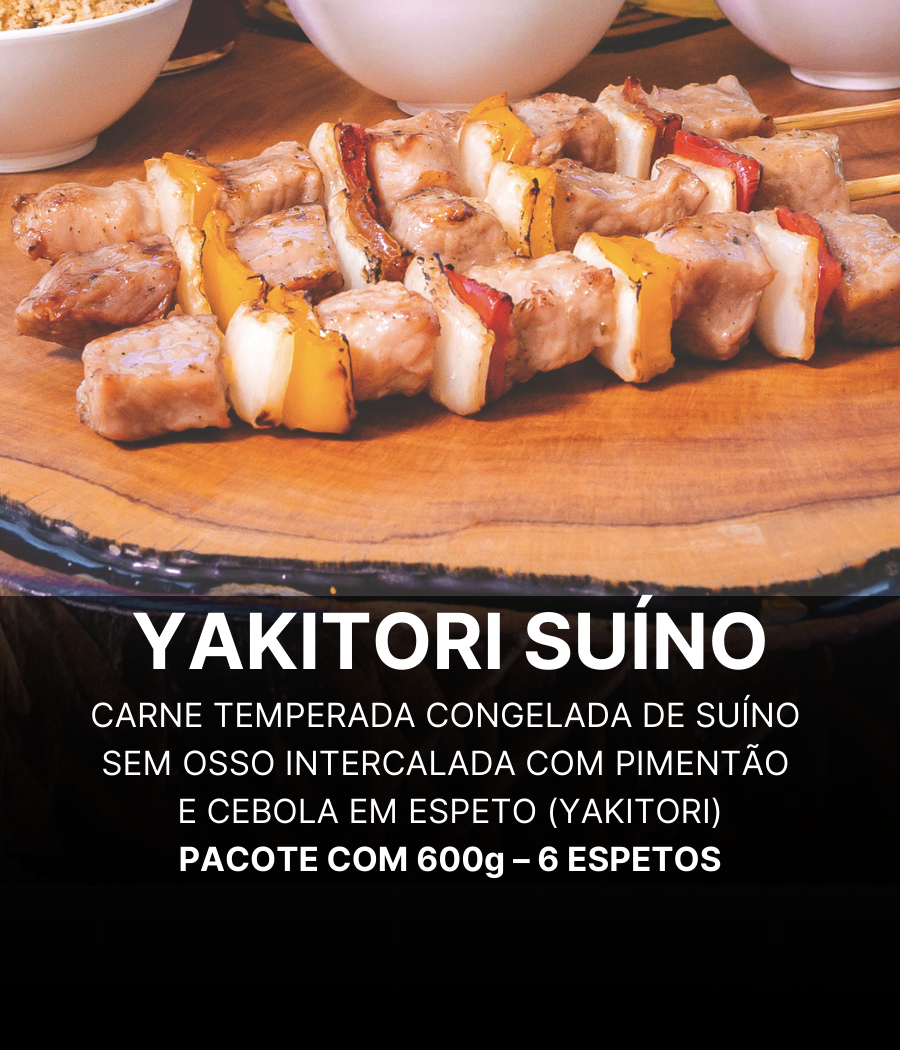 YAKITORI SUÍNO
CARNE TEMPERADA CONGELADA DE SUÍNO
SEM OSSO INTERCALADA COM PIMENTÃO
E CEBOLA EM ESPETO (YAKITORI)
PACOTE COM 600g – 6 ESPETOS